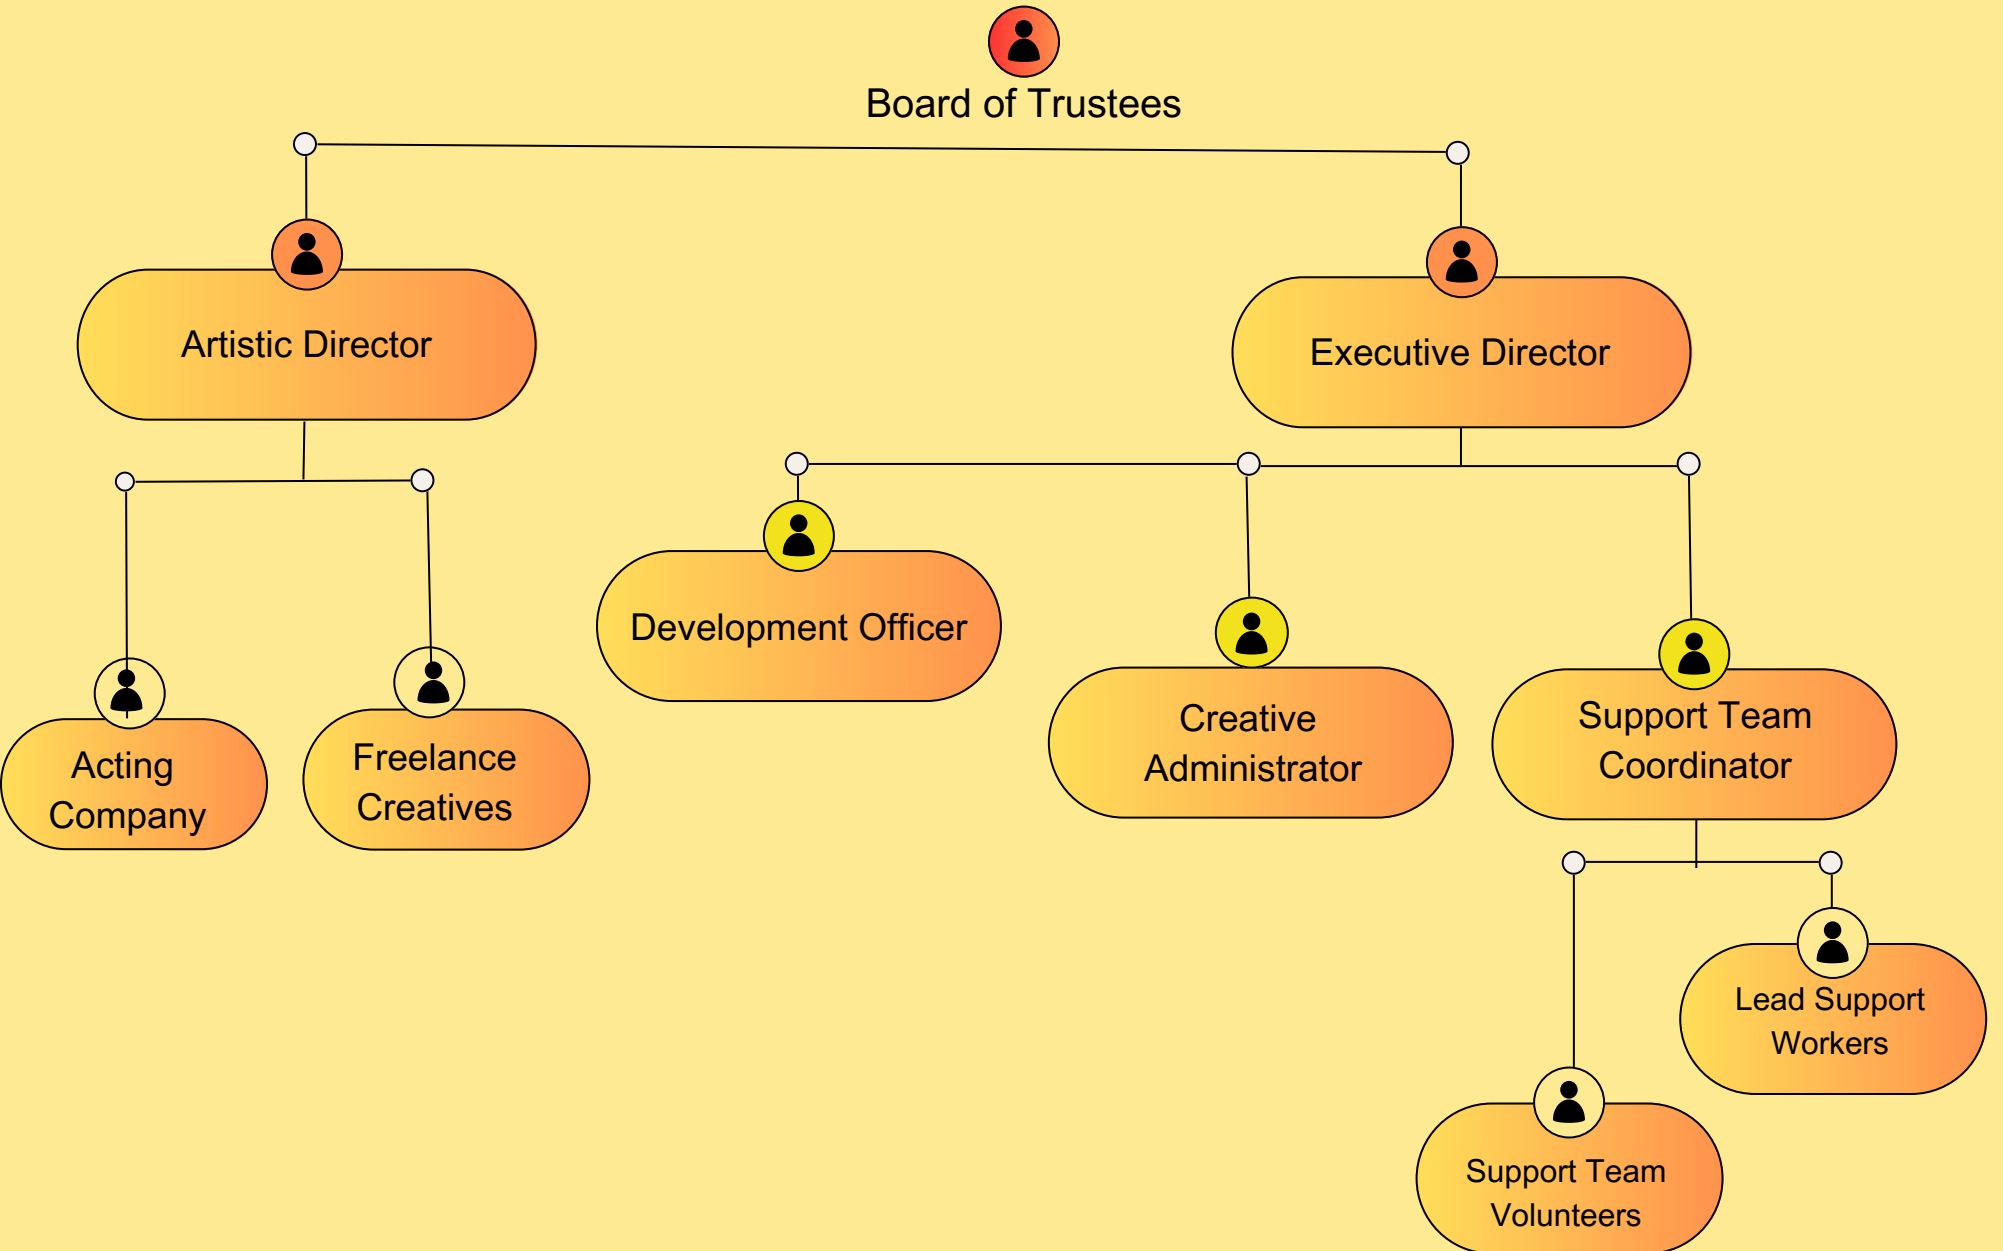 Board of Trustees
Artistic Director
Executive Director
Development Officer
Creative
Administrator
Support Team
Coordinator
Acting
Company
Freelance
Creatives
Lead Support
Workers
Support Team
Volunteers